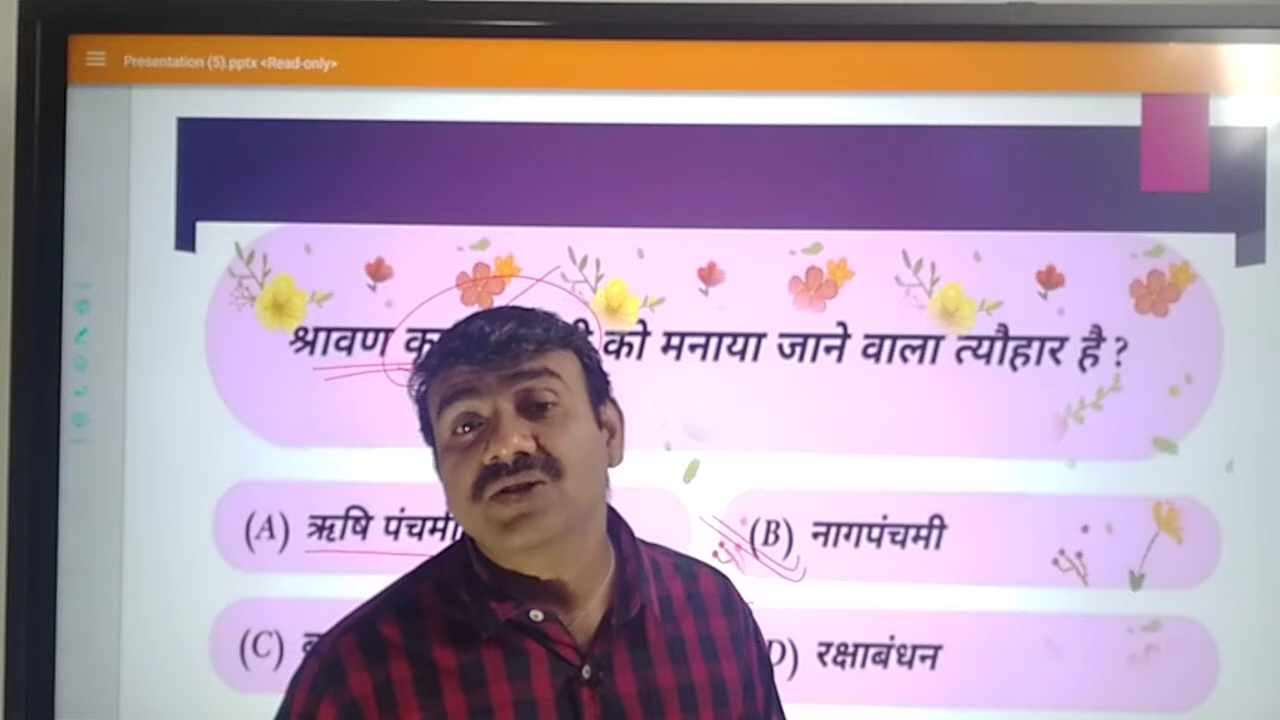 Presentation (5).pptx <Read-only>
श्रावण को मनाया जाने वाला त्यौहार है ?
(A) ऋषि पंचमी
(B) नागपंचमी
(C)
(D) रक्षाबंधन